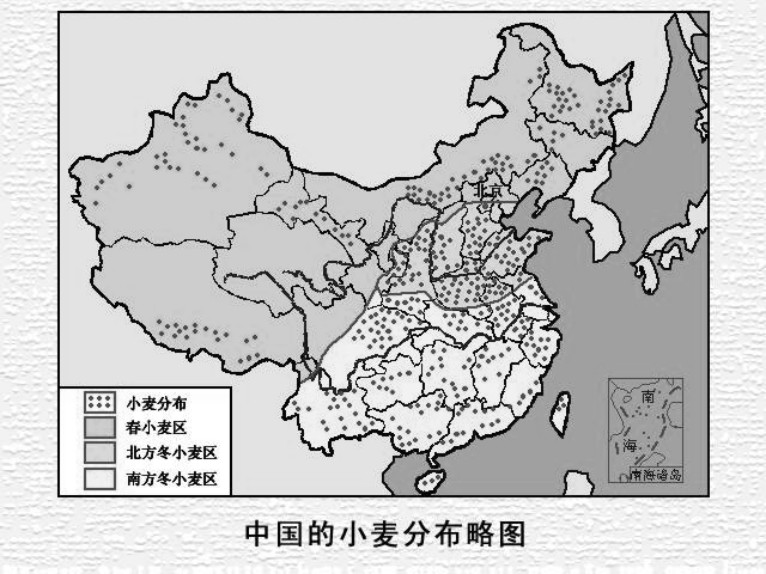 北京
小麦分布
春小麦区
北方冬小麦区
南方冬小麦区
南
海
南海诸岛
中国的小麦分布略图